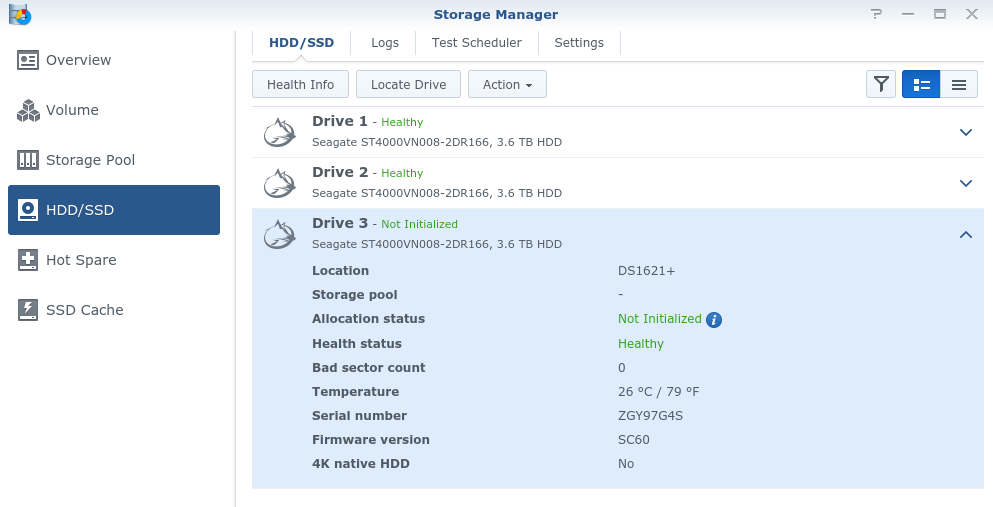 Storage Manager
Overview
Volume
Storage Pool
HDD/SSD
Hot Spare
SSD Cache
HDD/SSD Logs Test Scheduler Settings
Health Info Locate Drive Action
Drive 1 - Healthy
Seagate ST4000VN008-2DR166, 3.6 TB HDD
Drive 2 - Healthy
Seagate ST4000VN008-2DR166, 3.6 TB HDD
Drive 3 - Not Initialized
Seagate ST4000VN008-2DR166, 3.6 TB HDD
Location DS1621+
Storage pool -
Allocation status Not Initialized
Health status Healthy
Bad sector count 0
Temperature 26 °C / 79 °F
Serial number ZGY97G4S
Firmware version SC60
4K native HDD No